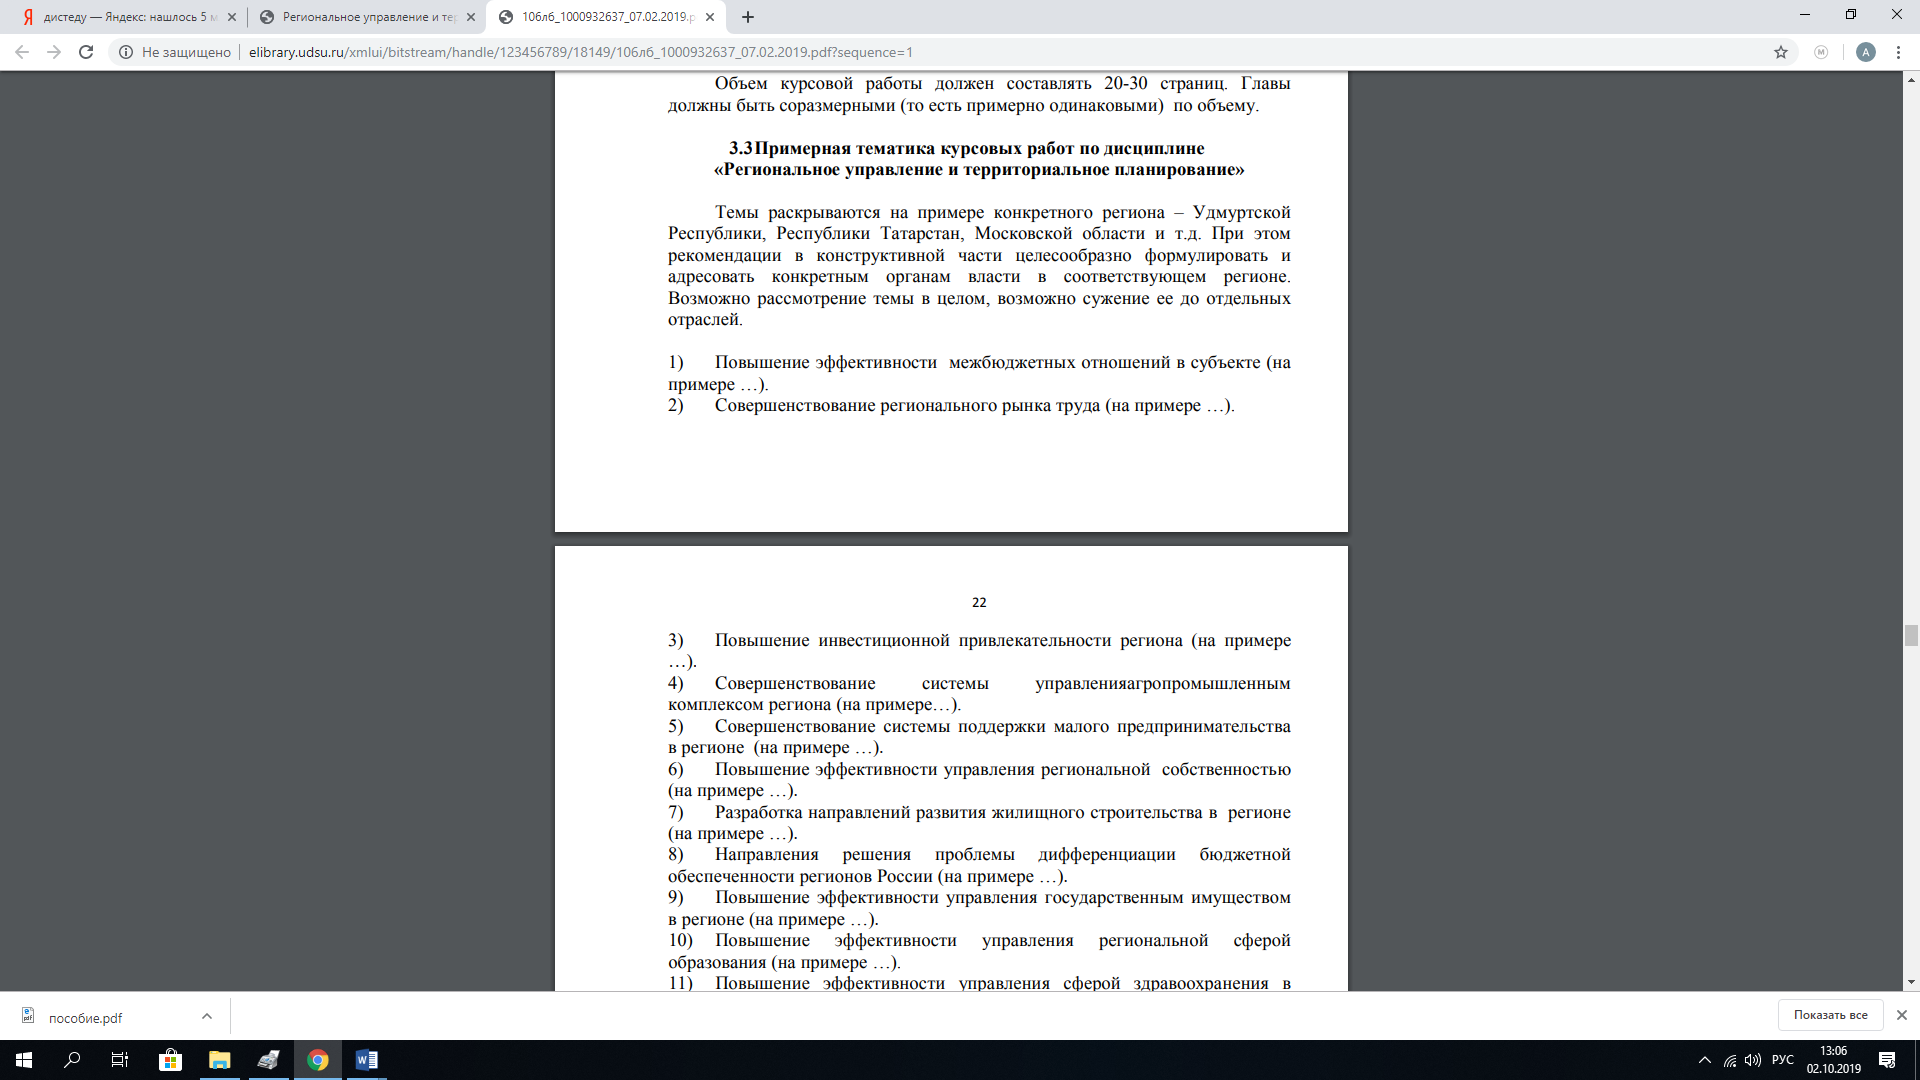 дистеду — Яндекс: нашлось 5 м
Региональное управление и тер
106лб_1000932637_07.02.2019.p
Не защищено
elibrary.udsu.ru/xmlui/bitstream/handle/123456789/18149/106лб_1000932637_07.02.2019.pdf?sequence=1
Объем курсовой работы должен составлять 20-30 страниц. Главы
должны быть соразмерными (то есть примерно одинаковыми) по объему.
3.3Примерная тематика курсовых работ по дисциплине
«Региональное управление и территориальное планирование»
Темы раскрываются на примере конкретного региона – Удмуртской
Республики, Республики Татарстан, Московской области и т.д. При этом
рекомендации в конструктивной части целесообразно формулировать и
адресовать конкретным органам власти в соответствующем регионе.
Возможно рассмотрение темы в целом, возможно сужение ее до отдельных
отраслей.
1) Повышение эффективности межбюджетных отношений в субъекте (на
примере …).
2) Совершенствование регионального рынка труда (на примере …).
22
3) Повышение инвестиционной привлекательности региона (на примере
…).
4) Совершенствование системы управленияагропромышленным
комплексом региона (на примере…).
5) Совершенствование системы поддержки малого предпринимательства
в регионе (на примере …).
6) Повышение эффективности управления региональной собственностью
(на примере …).
7) Разработка направлений развития жилищного строительства в регионе
(на примере …).
8) Направления решения проблемы дифференциации бюджетной
обеспеченности регионов России (на примере …).
9) Повышение эффективности управления государственным имуществом
в регионе (на примере …).
10) Повышение эффективности управления региональной сферой
образования (на примере …).
11) Повышение эффективности управления сферой здравоохранения в
пособие.pdf
Показать все
РУС
13:06
02.10.2019